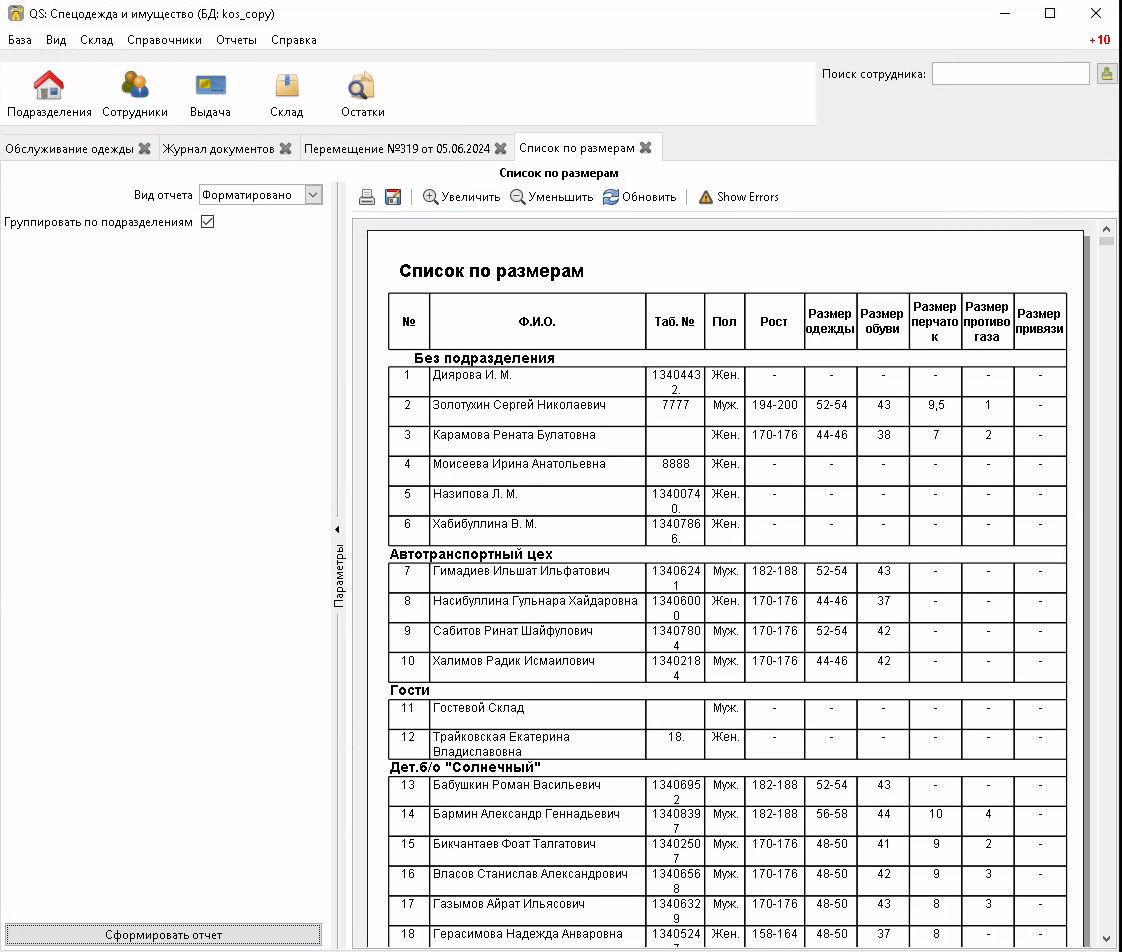 QS: Спецодежда и имущество (БД: kos_copy)
База Вид Склад Справочники Отчеты Справка +10
Подразделения Сотрудники Выдача Склад Остатки
Поиск сотрудника:
Обслуживание одежды Журнал документов Перемещение №319 от 05.06.2024 Список по размерам
Список по размерам
Вид отчета Форматировано
Группировать по подразделениям
Увеличить Уменьшить Обновить Show Errors
Параметры
Сформировать отчет
Список по размерам
№ Ф.И.О. Таб. № Пол Рост Размер одежды Размер обуви Размер перчаток Размер противогаза Размер привязи
Без подразделения
1 Диярова И. М. 13404432. Жен. - - - - - -
2 Золотухин Сергей Николаевич 7777 Муж. 194-200 52-54 43 9,5 1 -
3 Карамова Рената Булатовна Жен. 170-176 44-46 38 7 2 -
4 Моисеева Ирина Анатольевна 8888 Жен. - - - - - -
5 Назипова Л. М. 13400740. Жен. - - - - - -
6 Хабибуллина В. М. 13407866. Жен. - - - - - -
Автотранспортный цех
7 Гимадиев Ильшат Ильфатович 13406241 Муж. 182-188 52-54 43 - - -
8 Насибуллина Гульнара Хайдаровна 13406000 Жен. 170-176 44-46 37 - - -
9 Сабитов Ринат Шайфулович 13407804 Муж. 170-176 52-54 42 - - -
10 Халимов Радик Исмаилович 13402184 Муж. 170-176 44-46 42 - - -
Гости
11 Гостевой Склад Муж. - - - - - -
12 Трайковская Екатерина Владиславовна 18. Жен. - - - - - -
Дет.б/о "Солнечный"
13 Бабушкин Роман Васильевич 13406952 Муж. 182-188 52-54 43 - - -
14 Бармин Александр Геннадьевич 13408397 Муж. 182-188 56-58 44 10 4 -
15 Бикчантаев Фоат Талгатович 13402507 Муж. 170-176 48-50 41 9 2 -
16 Власов Станислав Александрович 13406568 Муж. 170-176 48-50 42 9 3 -
17 Газымов Айрат Ильясович 13406329 Муж. 170-176 48-50 43 8 3 -
18 Герасимова Надежда Анваровна 1340524 Жен. 158-164 48-50 37 8 - -